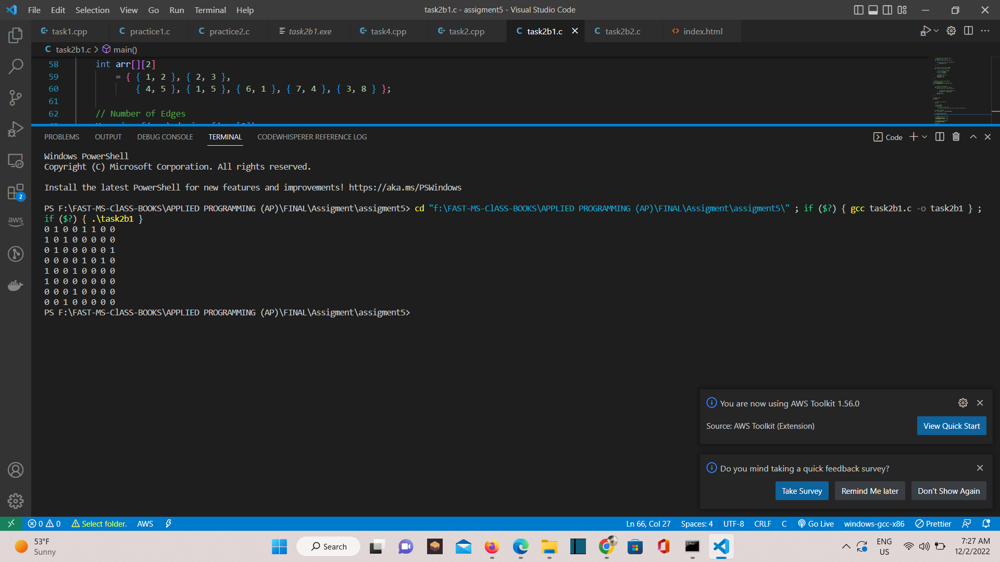 File Edit Selection View Go Run Terminal Help
task2b1.c - assigment5 - Visual Studio Code
task1.cpp practice1.c practice2.c task2b1.exe task4.cpp task2.cpp task2b1.c task2b2.c index.html
task2b1.c > main()
58 int arr[][2]
59 = { { 1, 2 }, { 2, 3 },
60 { 4, 5 }, { 1, 5 }, { 6, 1 }, { 7, 4 }, { 3, 8 } };
61
62 // Number of Edges
PROBLEMS OUTPUT DEBUG CONSOLE TERMINAL CODEWHISPERER REFERENCE LOG
Code
Windows PowerShell
Copyright (C) Microsoft Corporation. All rights reserved.
Install the latest PowerShell for new features and improvements! https://aka.ms/PSWindows
PS F:\FAST-MS-ClASS-BOOKS\APPLIED PROGRAMMING (AP)\FINAL\Assigment\assigment5> cd "f:\FAST-MS-ClASS-BOOKS\APPLIED PROGRAMMING (AP)\FINAL\Assigment\assigment5\" ; if ($?) { gcc task2b1.c -o task2b1 } ;
if ($?) { .\task2b1 }
0 1 0 0 1 1 0 0
1 0 1 0 0 0 0 0
0 1 0 0 0 0 0 1
0 0 0 0 1 0 1 0
1 0 0 1 0 0 0 0
1 0 0 0 0 0 0 0
0 0 0 1 0 0 0 0
0 0 1 0 0 0 0 0
PS F:\FAST-MS-ClASS-BOOKS\APPLIED PROGRAMMING (AP)\FINAL\Assigment\assigment5>
2
aws
You are now using AWS Toolkit 1.56.0
Source: AWS Toolkit (Extension)
View Quick Start
Do you mind taking a quick feedback survey?
Take Survey Remind Me later Don't Show Again
0 0 Select folder. AWS
Ln 66, Col 27 Spaces: 4 UTF-8 CRLF C Go Live windows-gcc-x86 Prettier
53°F
Sunny
Search
ENG
US
7:27 AM
12/2/2022